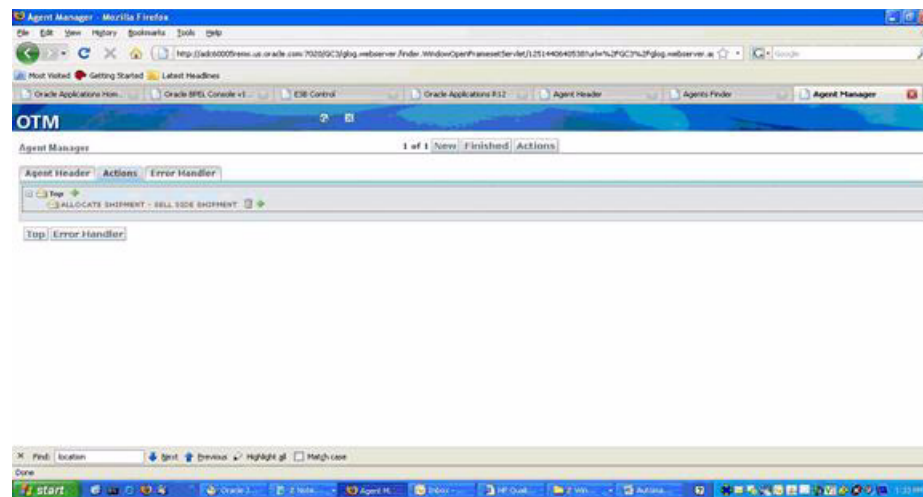 Agent Manager - Mozilla Firefox
File Edit View History Bookmarks Tools Help
Google
Most Visited Getting Started Latest Headlines
Oracle Applications Hom... Oracle BPEL Console v1... ESB Control Oracle Applications R12 Agent Header Agents Finder Agent Manager
OTM
Agent Manager 1 of 1 New Finished Actions
Agent Header Actions Error Handler
Top
ALLOCATE SHIPMENT - SELL SIDE SHIPMENT
Top Error Handler
Find: location Next Previous Highlight all Match case
Done
start Agent M... Inbox -